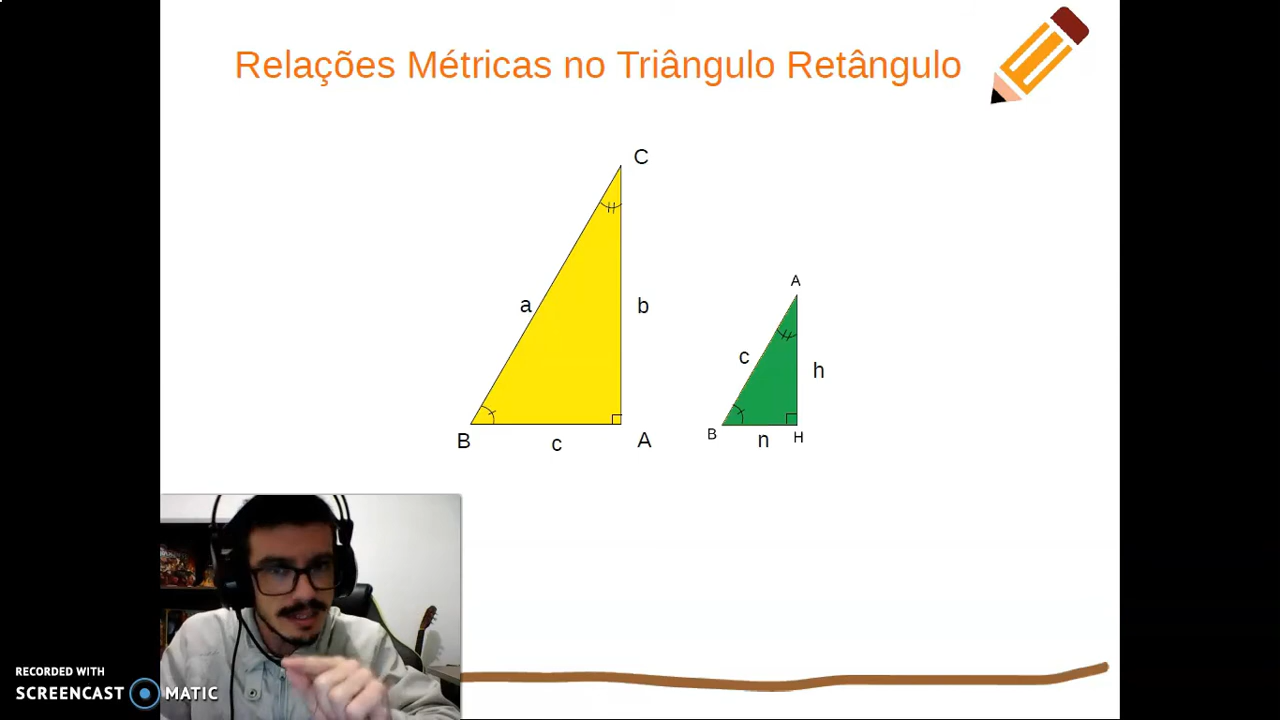 Relações Métricas no Triângulo Retângulo
C
a
b
B
c
A
A
c
h
B
n
H
RECORDED WITH
SCREENCAST MATIC